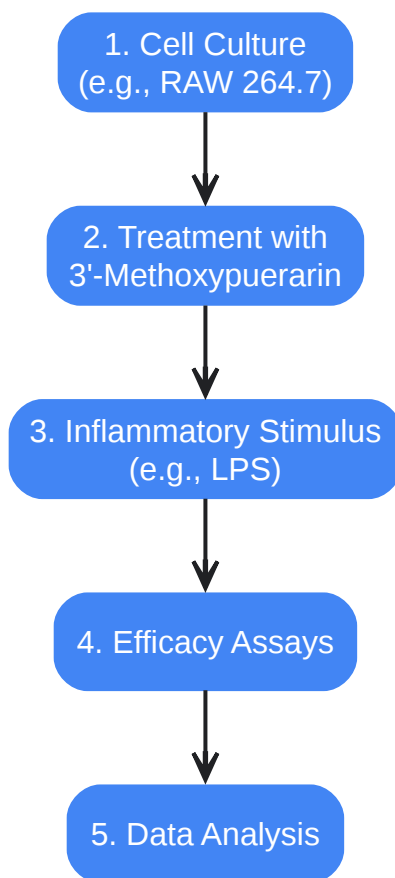 1. Cell Culture
(e.g., RAW 264.7)
2. Treatment with
3'-Methoxypuerarin
3. Inflammatory Stimulus
(e.g., LPS)
4. Efficacy Assays
5. Data Analysis